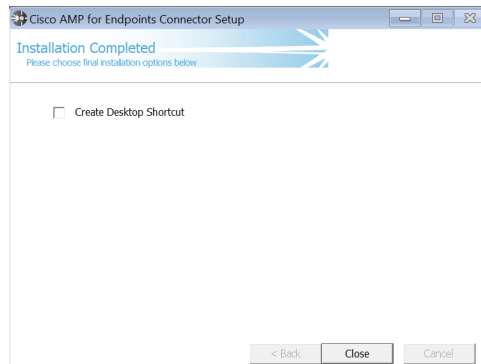 Cisco AMP for Endpoints Connector Setup
Installation Completed
Please choose final installation options below
Create Desktop Shortcut
< Back
Close
Cancel